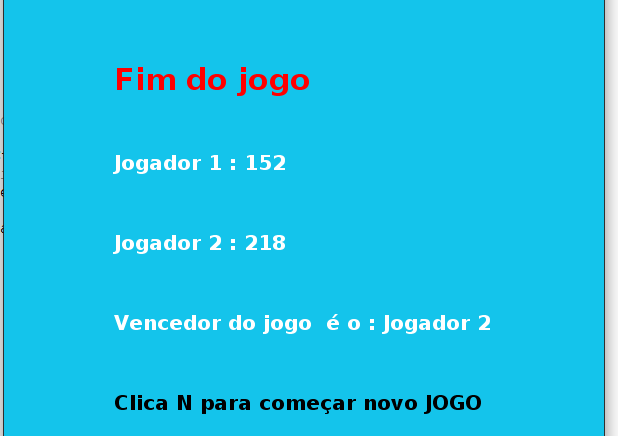 Fim do jogo
Jogador 1 : 152
Jogador 2 : 218
Vencedor do jogo  é o : Jogador 2
Clica N para começar novo JOGO